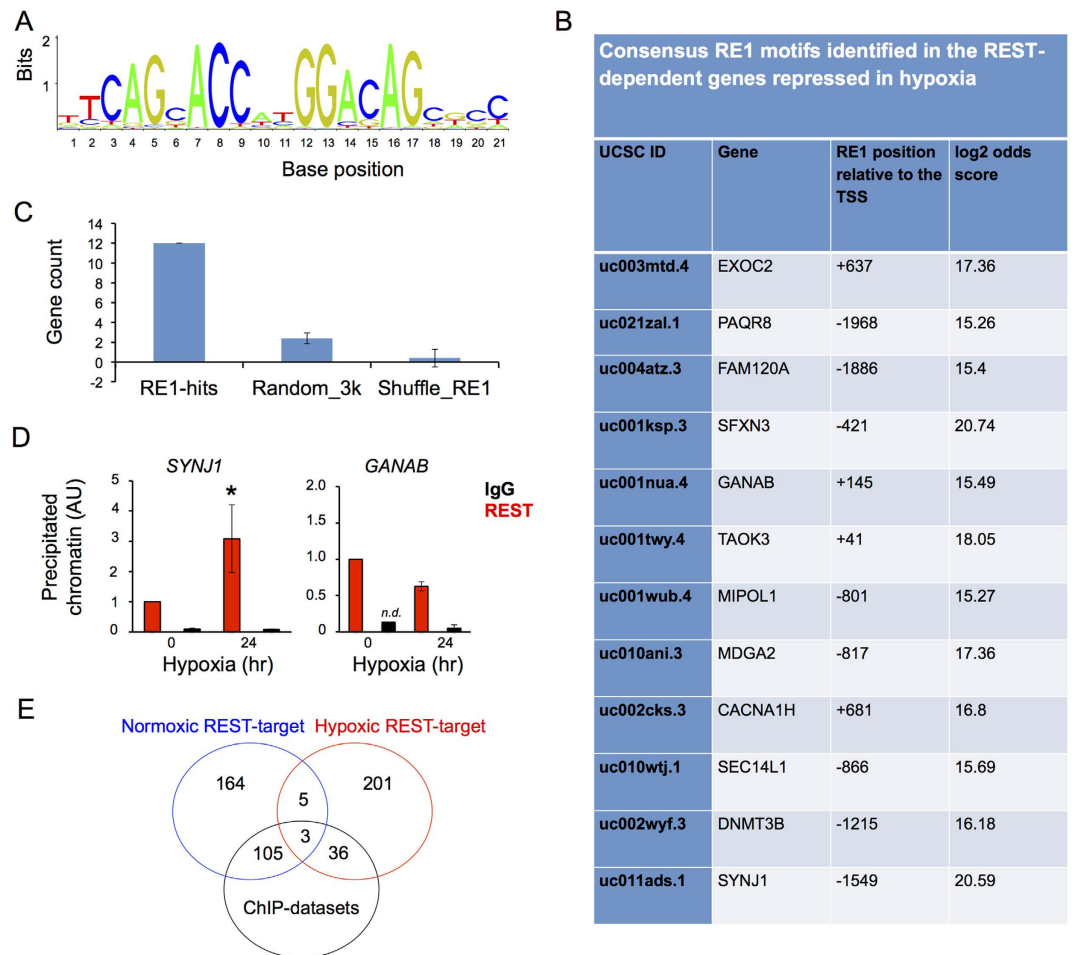 A
2
1
Bits
T T C A G C A C C A T G G A C A G C G C C
1 2 3 4 5 6 7 8 9 10 11 12 13 14 15 16 17 18 19 20 21
Base position
B
Consensus RE1 motifs identified in the REST-
dependent genes repressed in hypoxia
UCSC ID Gene RE1 position relative to the TSS log2 odds score
uc003mtd.4 EXOC2 +637 17.36
uc021zal.1 PAQR8 -1968 15.26
uc004atz.3 FAM120A -1886 15.4
uc001ksp.3 SFXN3 -421 20.74
uc001nua.4 GANAB +145 15.49
uc001twy.4 TAOK3 +41 18.05
uc001wub.4 MIPOL1 -801 15.27
uc010ani.3 MDGA2 -817 17.36
uc002cks.3 CACNA1H +681 16.8
uc010wtj.1 SEC14L1 -866 15.69
uc002wyf.3 DNMT3B -1215 16.18
uc011ads.1 SYNJ1 -1549 20.59
C
Gene count
14
12
10
8
6
4
2
0
-2
RE1-hits Random_3k Shuffle_RE1
D
SYNJ1
Precipitated
chromatin (AU)
5
4
3
2
1
0
*
0 24
Hypoxia (hr)
GANAB
2.0
1.5
1.0
0.5
0
n.d.
0 24
Hypoxia (hr)
IgG
REST
E
Normoxic REST-target Hypoxic REST-target
164 5 201
3
105 36
ChIP-datasets